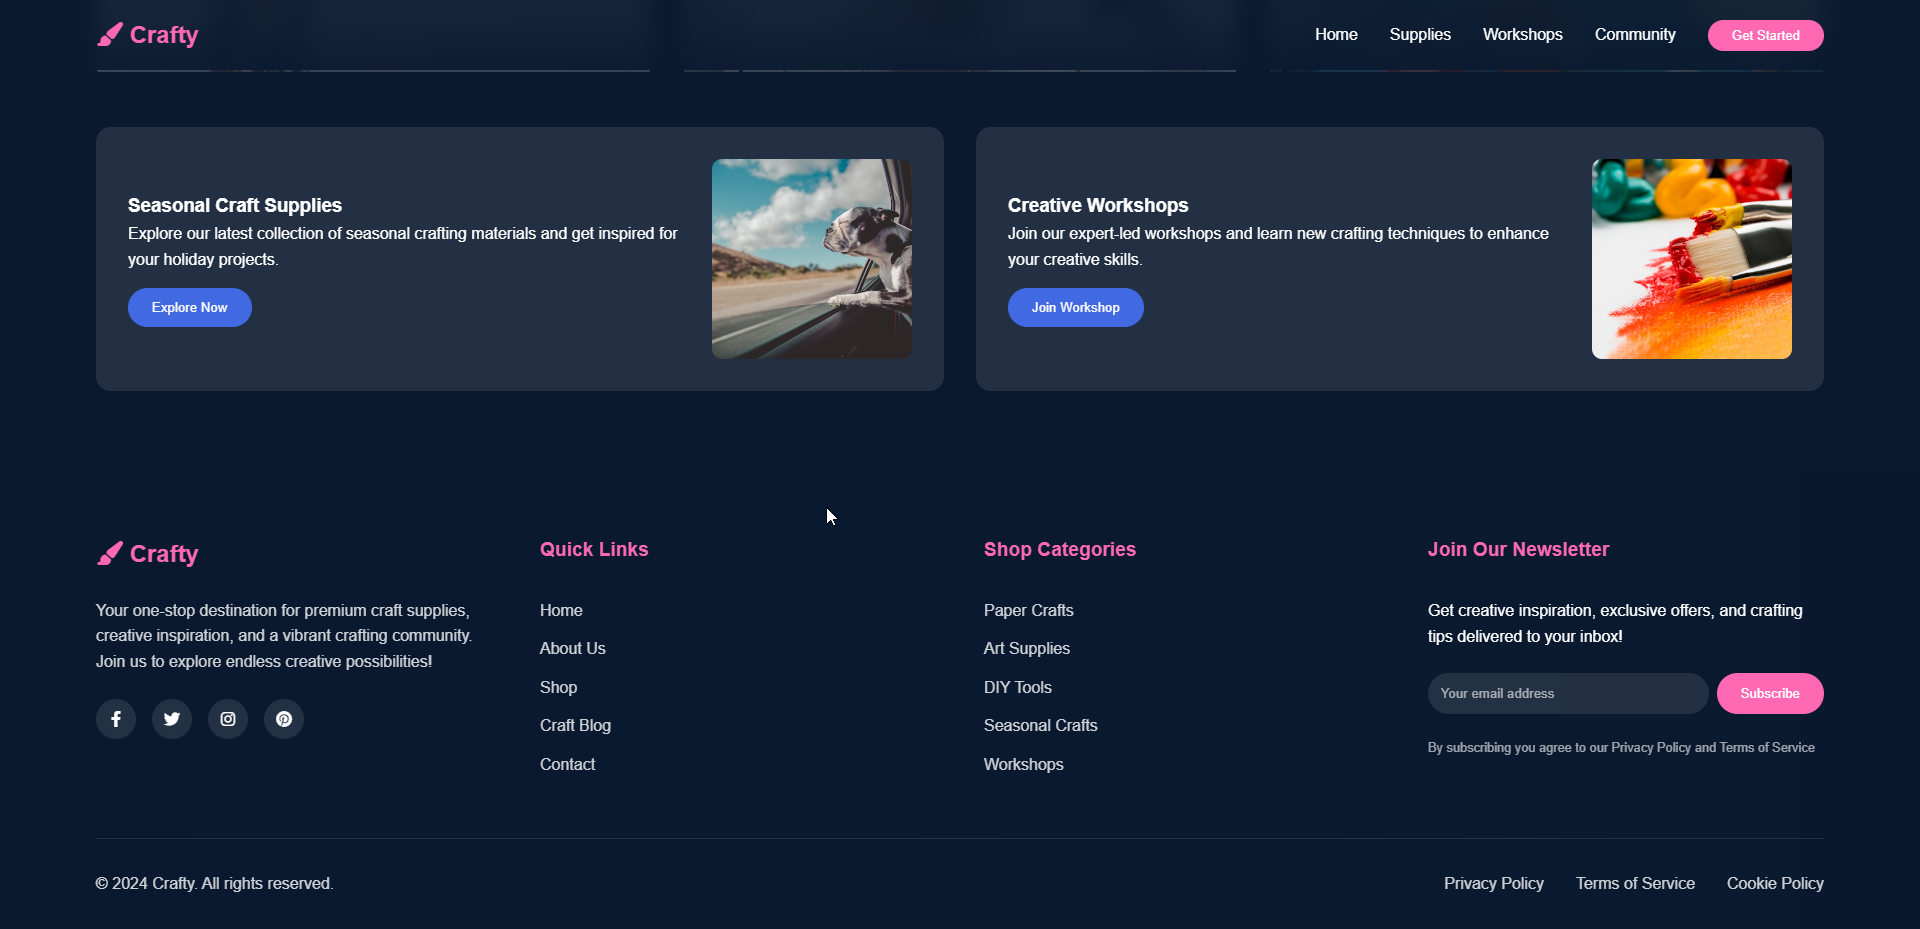 Crafty
Home
Supplies
Workshops
Community
Get Started
Seasonal Craft Supplies
Explore our latest collection of seasonal crafting materials and get inspired for
your holiday projects.
Explore Now
Creative Workshops
Join our expert-led workshops and learn new crafting techniques to enhance
your creative skills.
Join Workshop
Crafty
Your one-stop destination for premium craft supplies,
creative inspiration, and a vibrant crafting community.
Join us to explore endless creative possibilities!
Quick Links
Home
About Us
Shop
Craft Blog
Contact
Shop Categories
Paper Crafts
Art Supplies
DIY Tools
Seasonal Crafts
Workshops
Join Our Newsletter
Get creative inspiration, exclusive offers, and crafting
tips delivered to your inbox!
Your email address
Subscribe
By subscribing you agree to our Privacy Policy and Terms of Service
© 2024 Crafty. All rights reserved.
Privacy Policy
Terms of Service
Cookie Policy